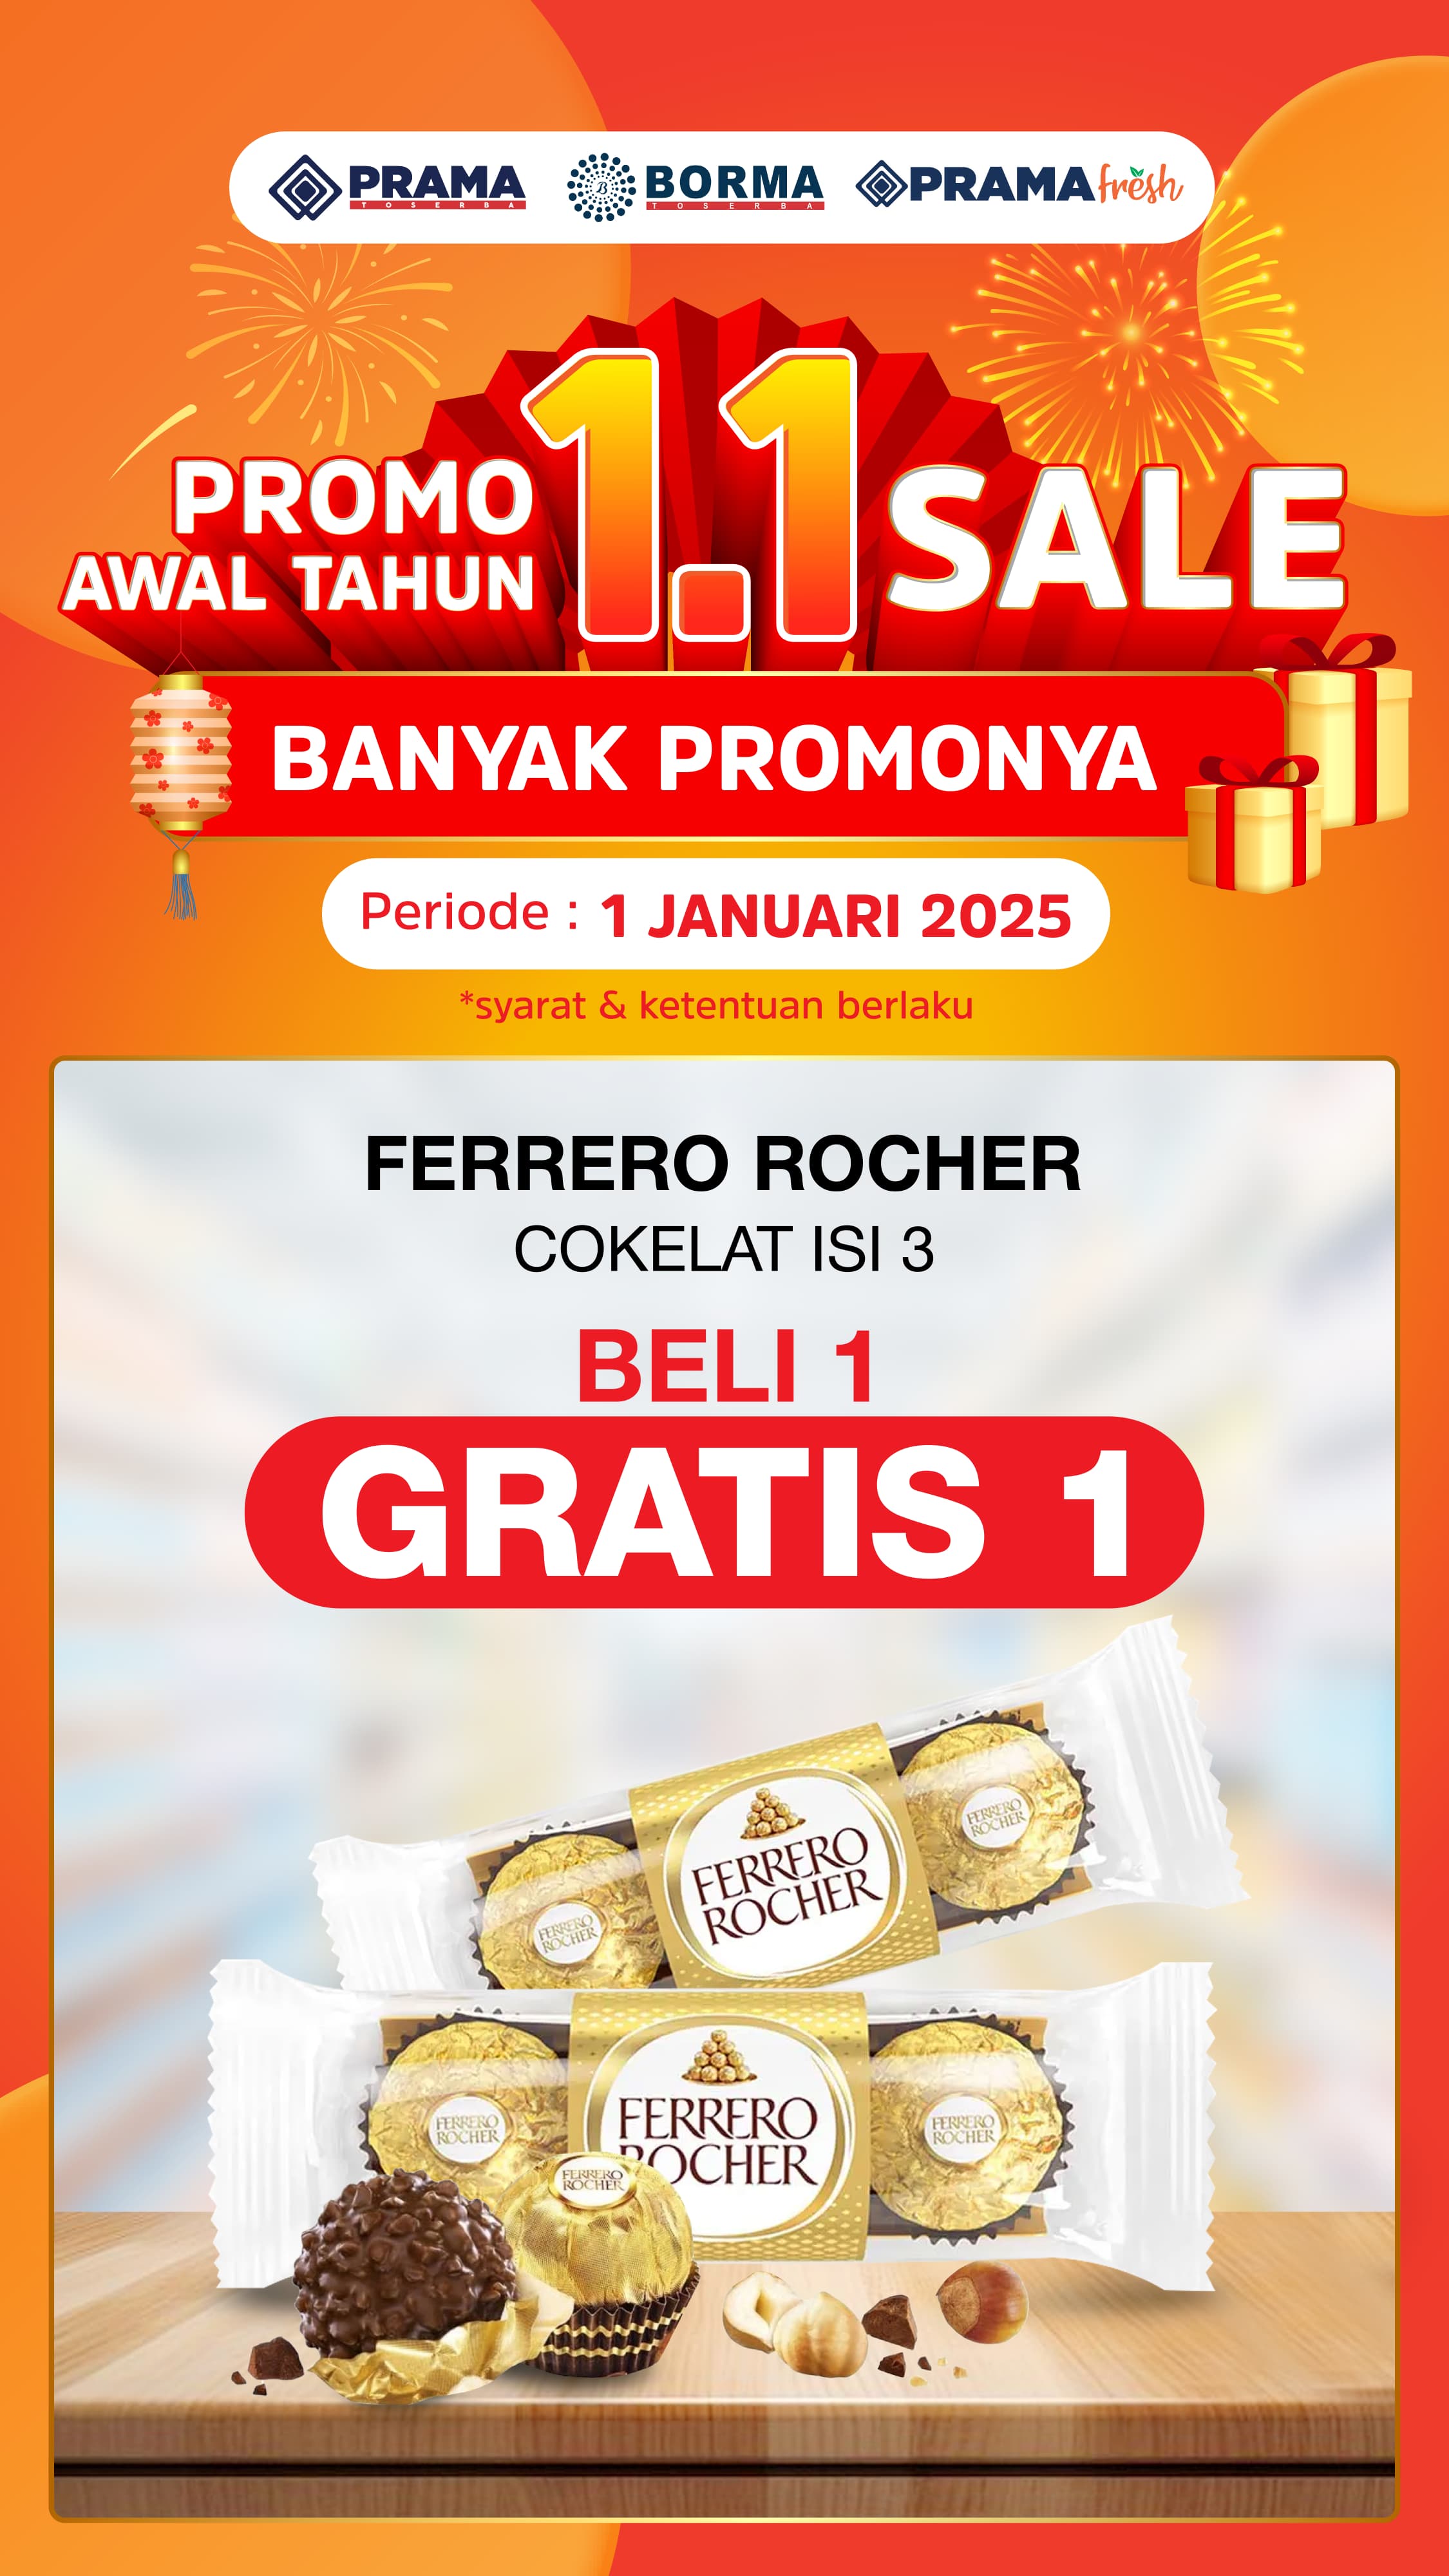 PRAMA
TOSERBA
B
BORMA
TOSERBA
PRAMA fresh
PROMO
AWAL TAHUN
1.1
SALE
BANYAK PROMONYA
Periode : 1 JANUARI 2025
*syarat & ketentuan berlaku
FERRERO ROCHER
COKELAT ISI 3
BELI 1
GRATIS 1
FERRERO
ROCHER
FERRERO
ROCHER
FERRERO
ROCHER
FERRERO
ROCHER
FERRERO
ROCHER
FERRERO
ROCHER
FERRERO
ROCHER